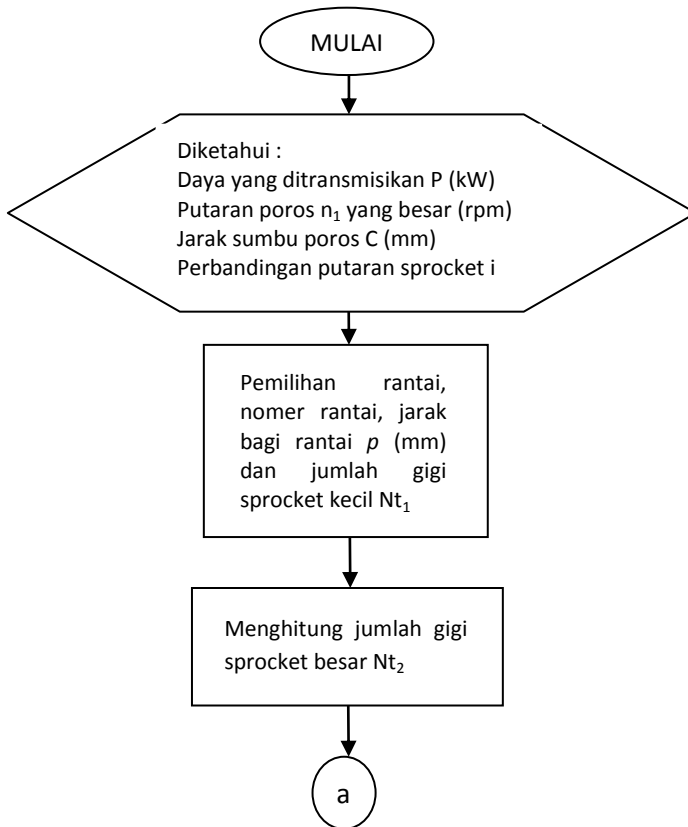 MULAI
Diketahui :
Daya yang ditransmisikan P (kW)
Putaran poros n₁ yang besar (rpm)
Jarak sumbu poros C (mm)
Perbandingan putaran sprocket i
Pemilihan rantai,
nomer rantai, jarak
bagi rantai p (mm)
dan jumlah gigi
sprocket kecil Nt₁
Menghitung jumlah gigi
sprocket besar Nt₂
a